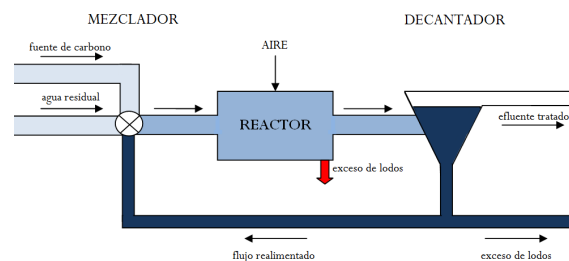 MEZCLADOR
DECANTADOR
fuente de carbono
AIRE
agua residual
REACTOR
efluente tratado
exceso de lodos
flujo realimentado
exceso de lodos